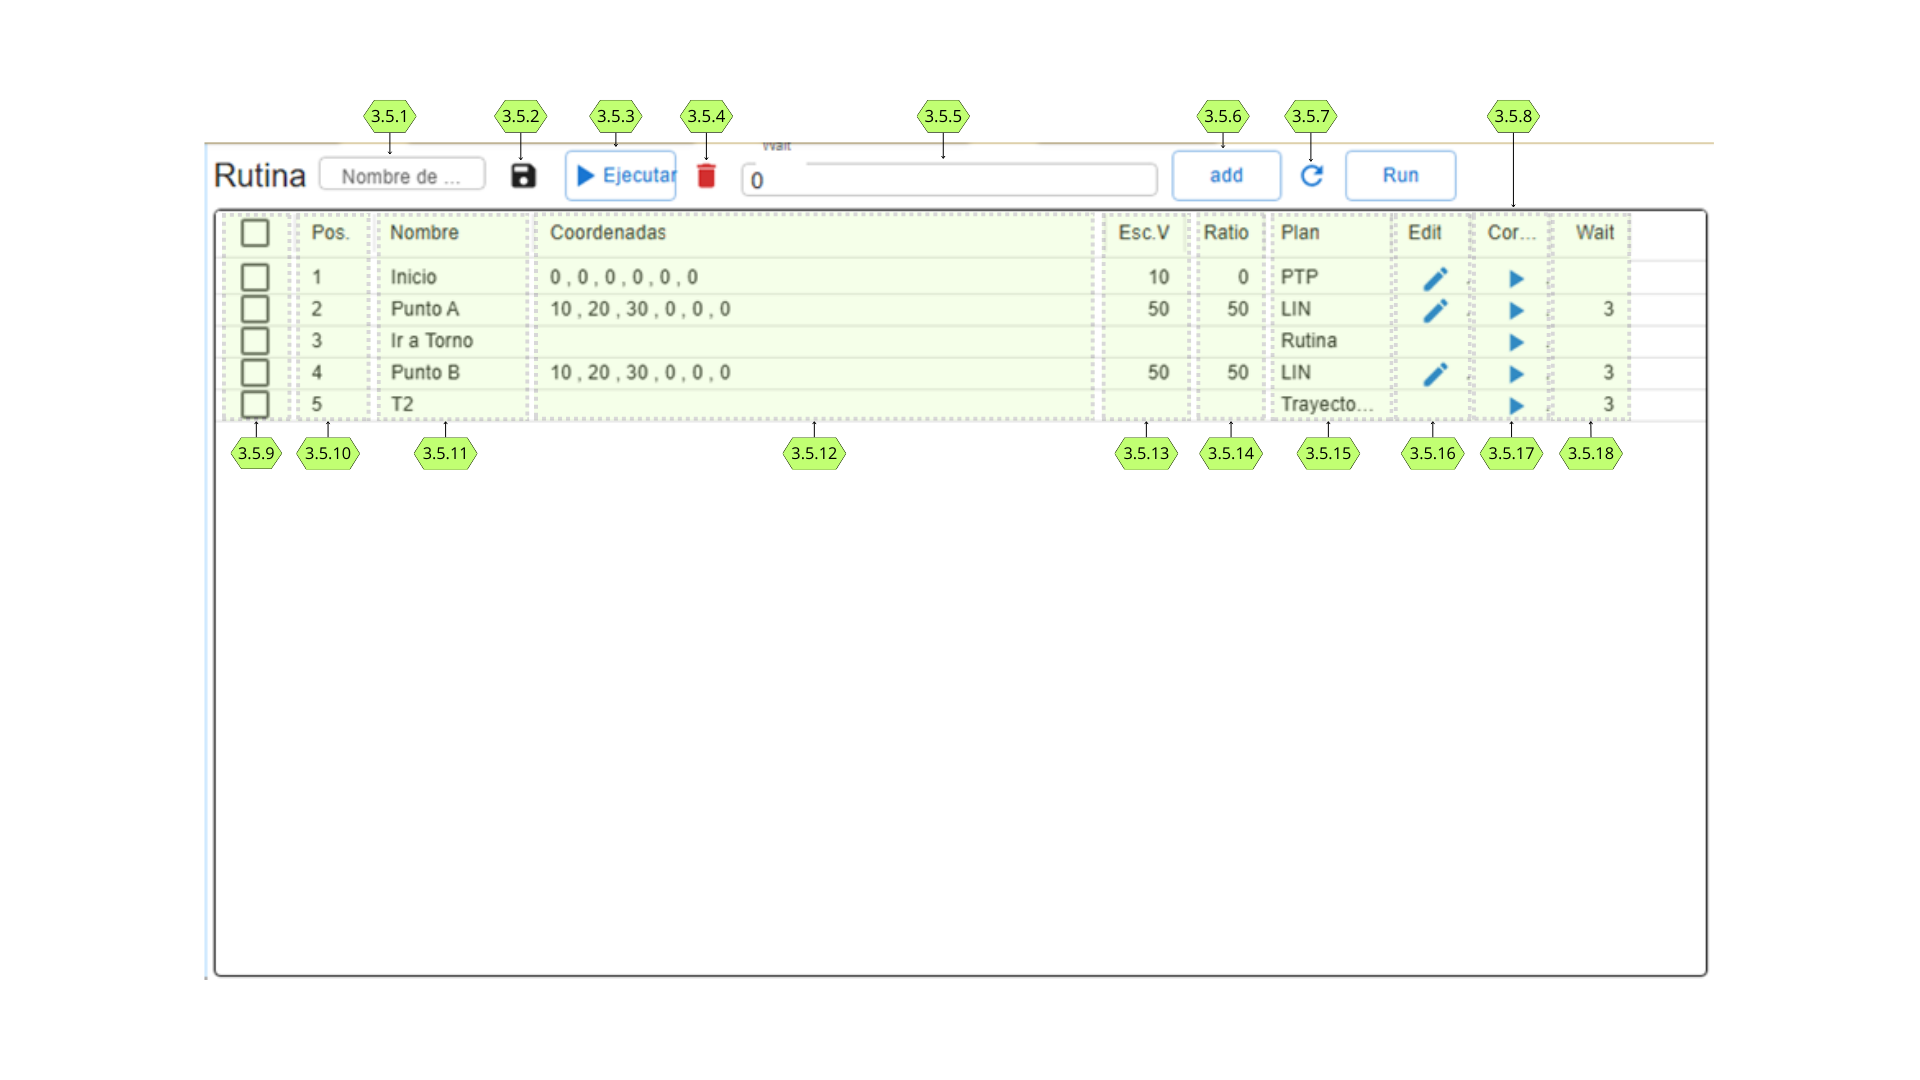 3.5.1 3.5.2 3.5.3 3.5.4 3.5.5 3.5.6 3.5.7 3.5.8
Wait
Rutina Nombre de ... Ejecutar 0 add Run
Pos. Nombre Coordenadas Esc.V Ratio Plan Edit Cor... Wait
1 Inicio 0 , 0 , 0 , 0 , 0 , 0 10 0 PTP
2 Punto A 10 , 20 , 30 , 0 , 0 , 0 50 50 LIN 3
3 Ir a Torno Rutina
4 Punto B 10 , 20 , 30 , 0 , 0 , 0 50 50 LIN 3
5 T2 Trayecto... 3
3.5.9 3.5.10 3.5.11 3.5.12 3.5.13 3.5.14 3.5.15 3.5.16 3.5.17 3.5.18